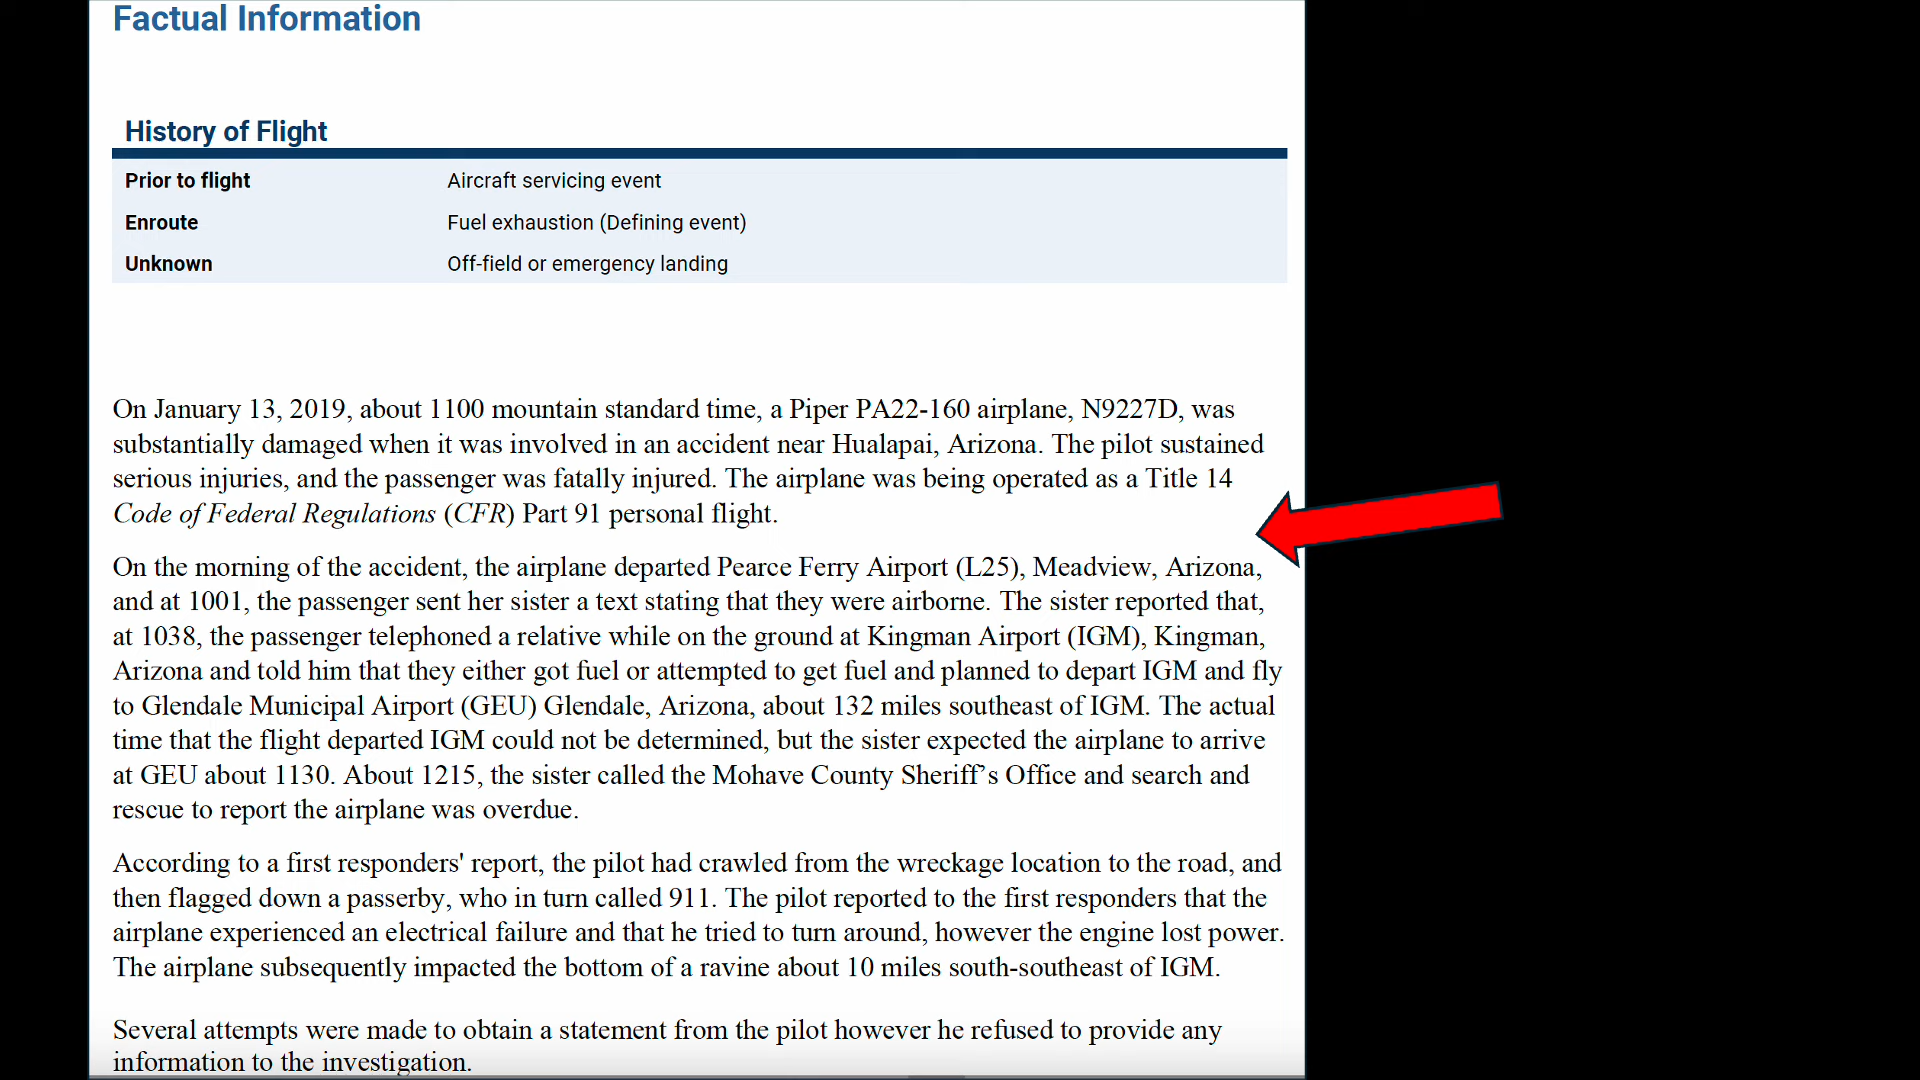 Factual Information
History of Flight
Prior to flight Aircraft servicing event
Enroute Fuel exhaustion (Defining event)
Unknown Off-field or emergency landing
On January 13, 2019, about 1100 mountain standard time, a Piper PA22-160 airplane, N9227D, was
substantially damaged when it was involved in an accident near Hualapai, Arizona. The pilot sustained
serious injuries, and the passenger was fatally injured. The airplane was being operated as a Title 14
Code of Federal Regulations (CFR) Part 91 personal flight.
On the morning of the accident, the airplane departed Pearce Ferry Airport (L25), Meadview, Arizona,
and at 1001, the passenger sent her sister a text stating that they were airborne. The sister reported that,
at 1038, the passenger telephoned a relative while on the ground at Kingman Airport (IGM), Kingman,
Arizona and told him that they either got fuel or attempted to get fuel and planned to depart IGM and fly
to Glendale Municipal Airport (GEU) Glendale, Arizona, about 132 miles southeast of IGM. The actual
time that the flight departed IGM could not be determined, but the sister expected the airplane to arrive
at GEU about 1130. About 1215, the sister called the Mohave County Sheriff’s Office and search and
rescue to report the airplane was overdue.
According to a first responders' report, the pilot had crawled from the wreckage location to the road, and
then flagged down a passerby, who in turn called 911. The pilot reported to the first responders that the
airplane experienced an electrical failure and that he tried to turn around, however the engine lost power.
The airplane subsequently impacted the bottom of a ravine about 10 miles south-southeast of IGM.
Several attempts were made to obtain a statement from the pilot however he refused to provide any
information to the investigation.